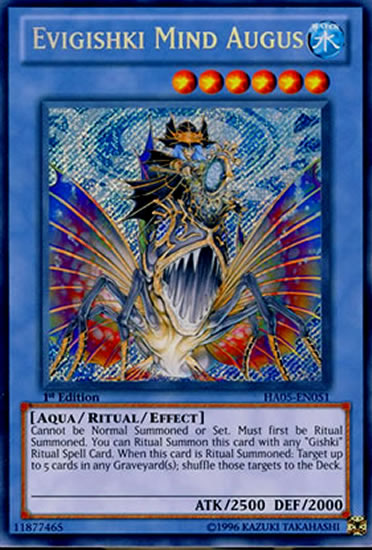 EVIGISHKI MIND AUGUS
水
1st Edition
HA05-EN051
[AQUA/RITUAL/EFFECT]
Cannot be Normal Summoned or Set. Must first be Ritual
Summoned. You can Ritual Summon this card with any "Gishki"
Ritual Spell Card. When this card is Ritual Summoned: Target up
to 5 cards in any Graveyard(s); shuffle those targets to the Deck.
ATK/2500 DEF/2000
11877465
©1996 KAZUKI TAKAHASHI